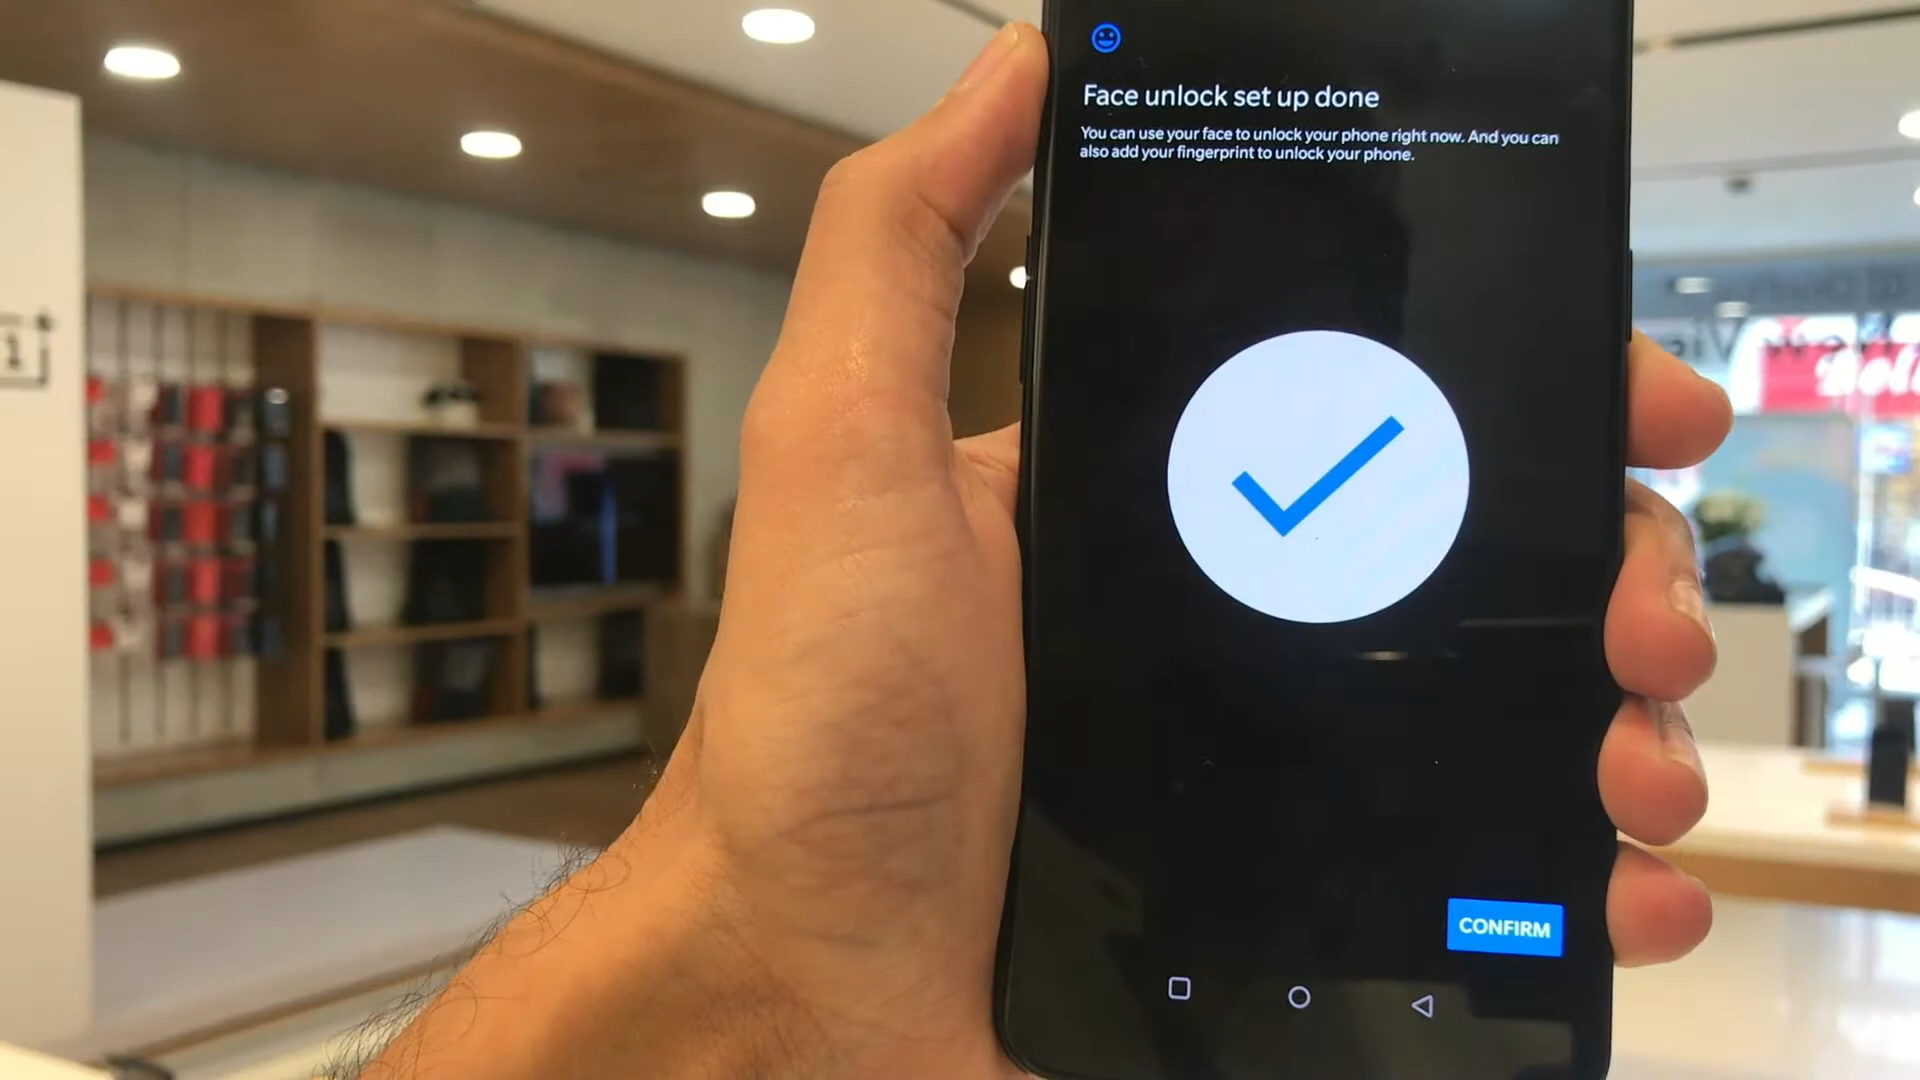 Face unlock set up done
You can use your face to unlock your phone right now. And you can
also add your fingerprint to unlock your phone.
CONFIRM
1